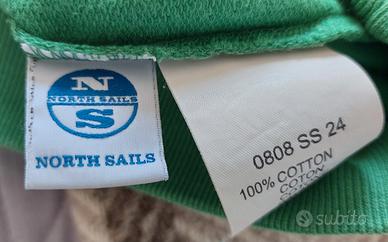 N
NORTH SAILS
S
NORTH SAILS
0808 SS 24
100% COTTON
COTON
subito